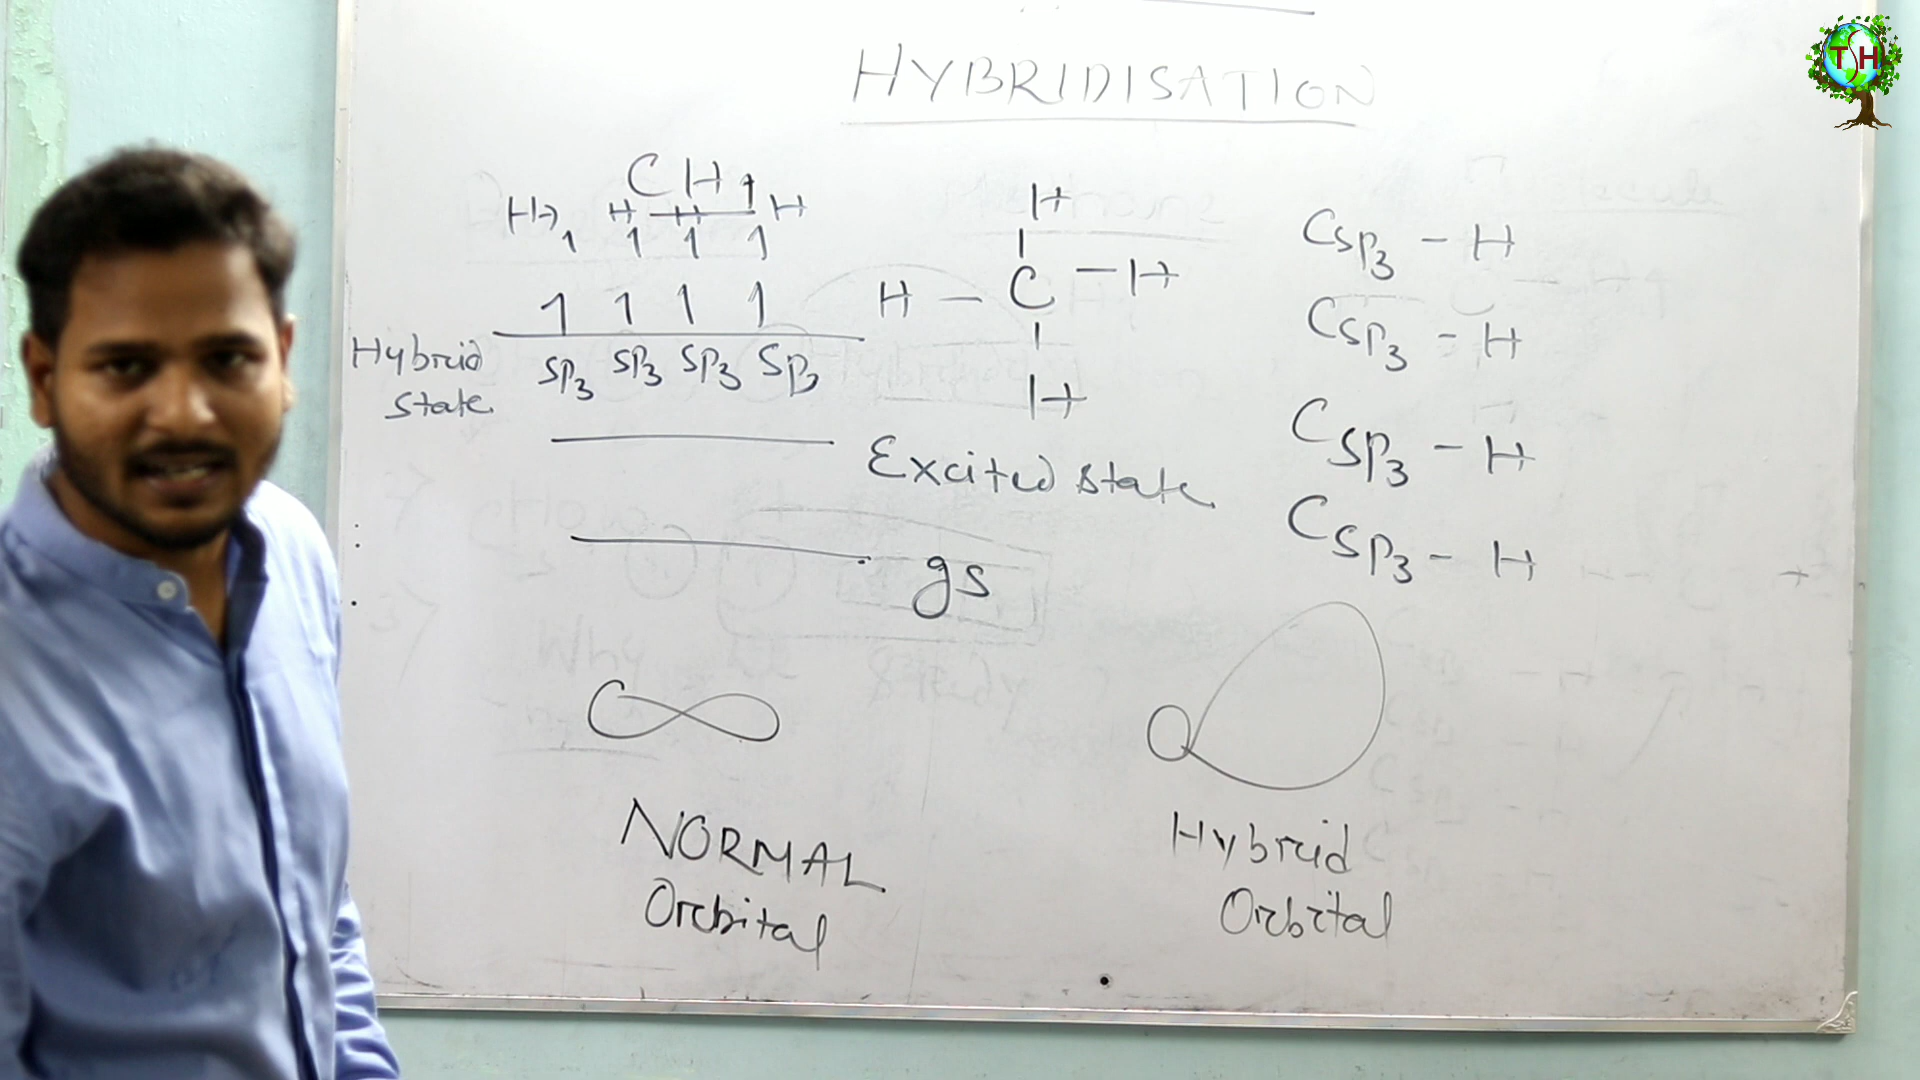 TSH
HYBRIDISATION
CH4
H→ H H H
1 1 1 1
1 1 1 1
Hybrid State
SP3 SP3 SP3 SP3
Excited state
gs
H
H - C - H
H
CSP3 - H
CSP3 - H
CSP3 - H
CSP3 - H
NORMAL
Orbital
Hybrid
Orbital